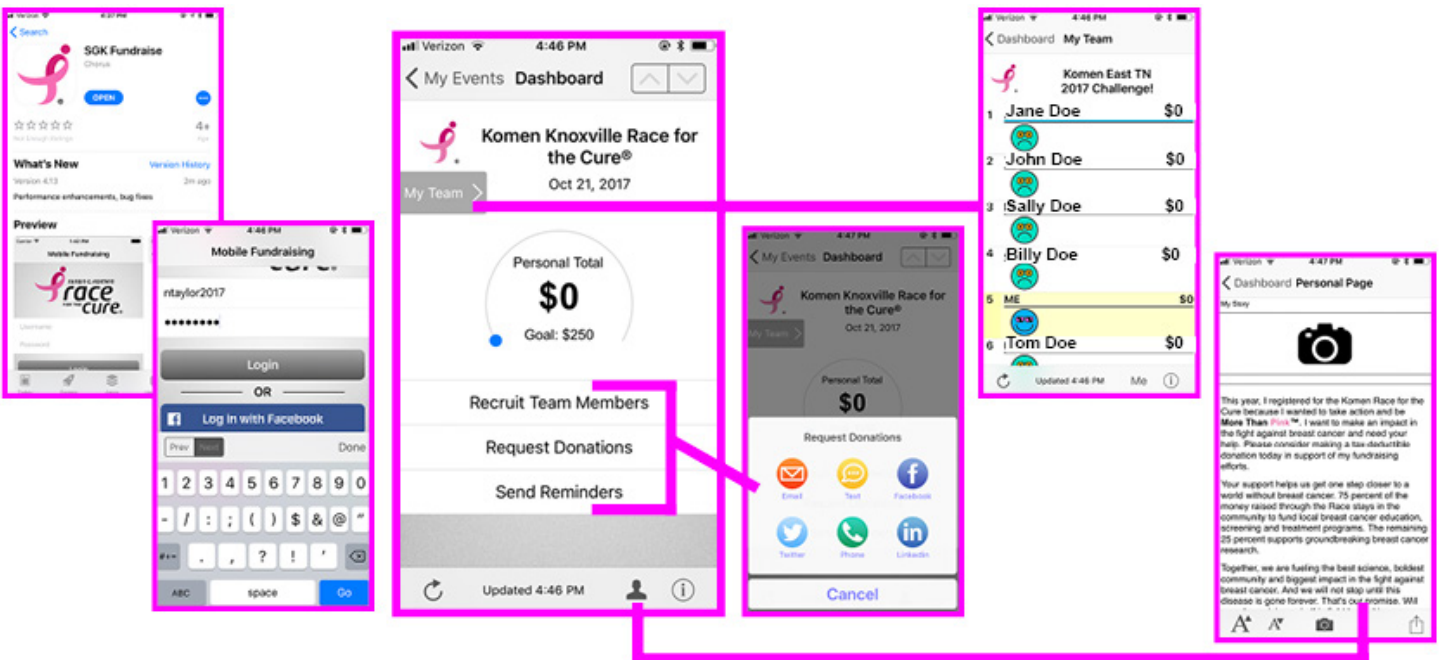 Verizon 4:37 PM
Search
SGK Fundraise
Charya
OPEN
4+
Age
What's New
Version History
Version 4.13
2m ago
Performance enhancements, bug fixes
Preview
Mobile Fundraising
race
FOR THE cure.
Username
Password
Verizon 4:46 PM
Mobile Fundraising
cure.
ntaylor2017
Login
OR
f Log in with Facebook
Prev Next Done
1 2 3 4 5 6 7 8 9 0
- / : ; ( ) $ & @ "
#+= . , ? ! '
ABC space Go
Verizon 4:46 PM
My Events Dashboard
Komen Knoxville Race for
the Cure®
Oct 21, 2017
My Team
Personal Total
$0
Goal: $250
Recruit Team Members
Request Donations
Send Reminders
Updated 4:46 PM
Verizon 4:47 PM
My Events Dashboard
Komen Knoxville Race for
the Cure®
Oct 21, 2017
My Team
Personal Total
$0
Request Donations
Email Text Facebook
Twitter Phone LinkedIn
Cancel
Verizon 4:46 PM
Dashboard My Team
Komen East TN
2017 Challenge!
1 Jane Doe $0
2 John Doe $0
3 Sally Doe $0
4 Billy Doe $0
5 ME $0
6 Tom Doe $0
Updated 4:46 PM Me
Verizon 4:47 PM
Dashboard Personal Page
My Story
This year, I registered for the Komen Race for the
Cure because I wanted to take action and be
More Than Pink™. I want to make an impact in
the fight against breast cancer and need your
help. Please consider making a tax-deductible
donation today in support of my fundraising
efforts.
Your support helps us get one step closer to a
world without breast cancer. 75 percent of the
money raised through the Race stays in the
community to fund local breast cancer education,
screening and treatment programs. The remaining
25 percent supports groundbreaking breast cancer
research.
Together, we are fueling the best science, boldest
community and biggest impact in the fight against
breast cancer. And we will not stop until this
disease is gone forever. That's our promise. Will
A A